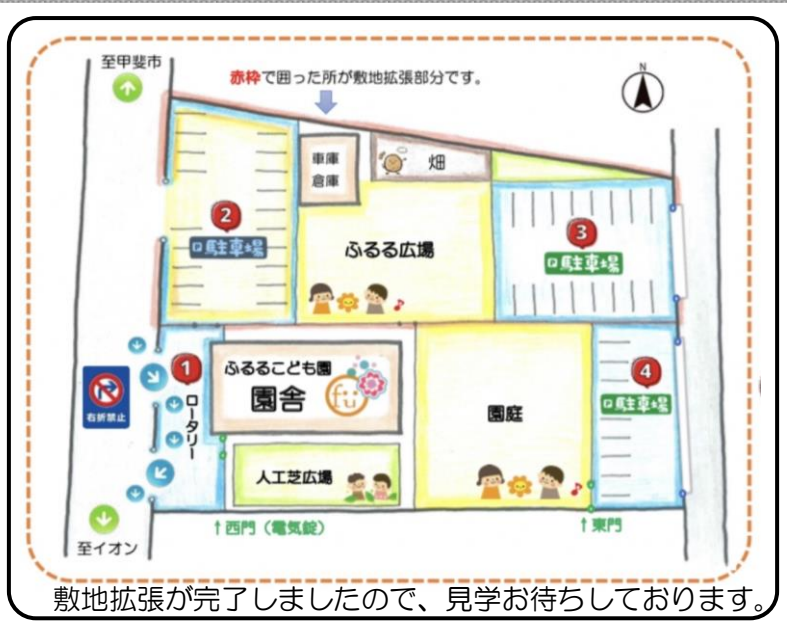 至甲斐市
赤枠で囲った所が敷地拡張部分です。
N
車庫
倉庫
畑
2
P駐車場
ふるる広場
3
P駐車場
1
ロータリー
ふるるこども園
園舎
fu
右折禁止
園庭
4
P駐車場
人工芝広場
↑西門（電気錠）
↑東門
至イオン
敷地拡張が完了しましたので、見学お待ちしております。